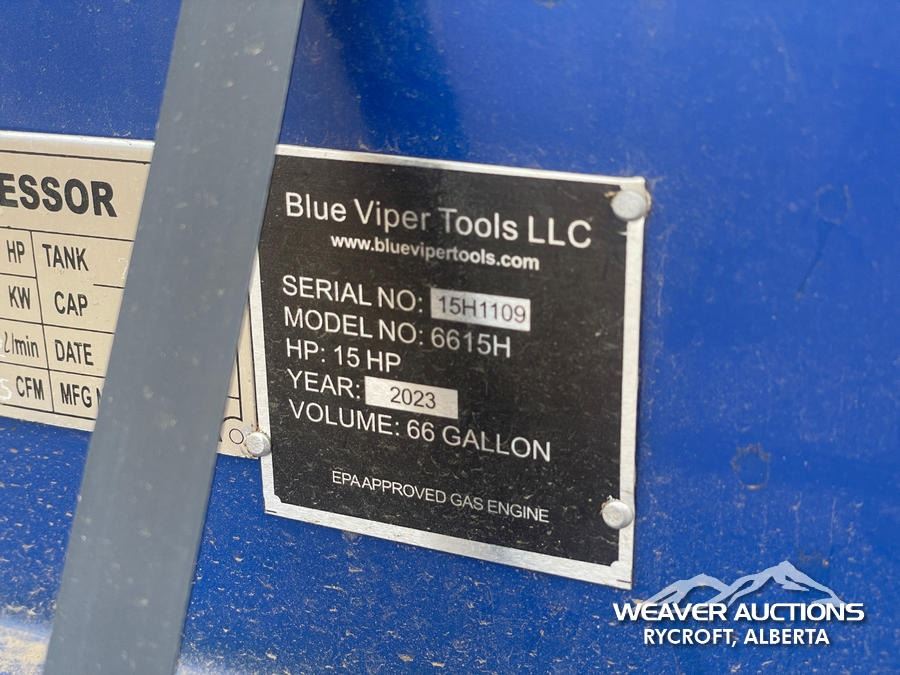 ESSOR
HP TANK
KW CAP
l/min DATE
CFM MFG
Blue Viper Tools LLC
www.bluevipertools.com
SERIAL NO: 15H1109
MODEL NO: 6615H
HP: 15 HP
YEAR: 2023
VOLUME: 66 GALLON
EPA APPROVED GAS ENGINE
WEAVER AUCTIONS
RYCROFT, ALBERTA